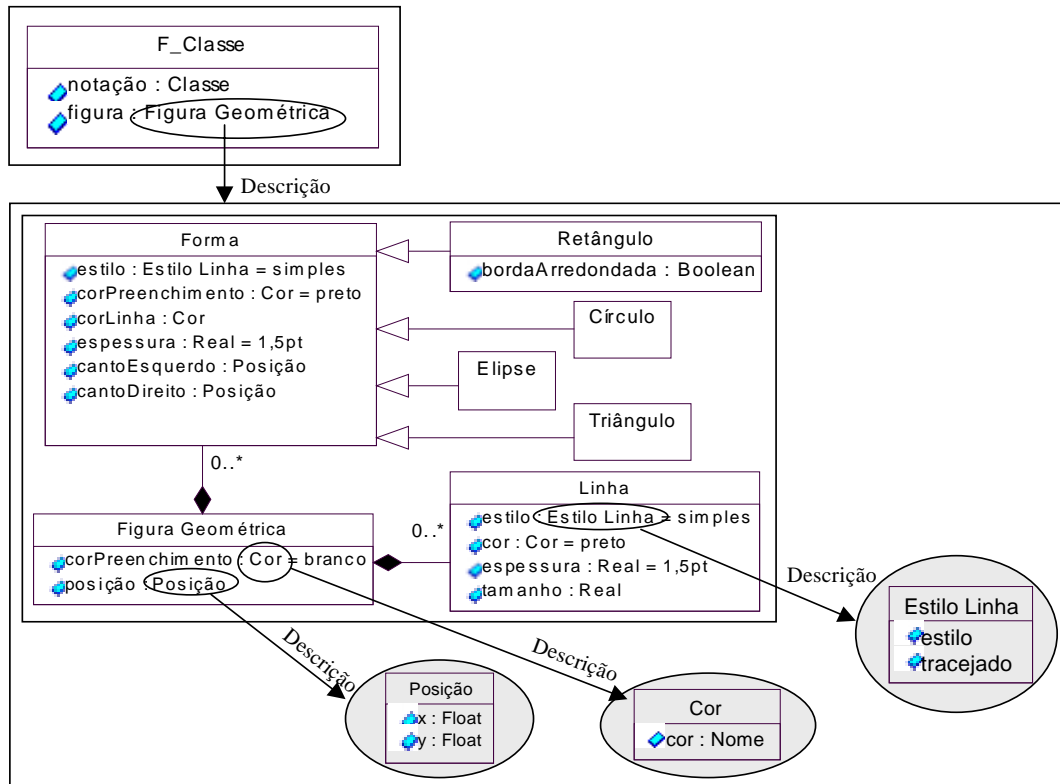 F_Classe
notação : Classe
figura : Figura Geométrica
Descrição
Forma
estilo : Estilo Linha = simples
corPreenchimento : Cor = preto
corLinha : Cor
espessura : Real = 1,5pt
cantoEsquerdo : Posição
cantoDireito : Posição
Retângulo
bordaArredondada : Boolean
Círculo
Elipse
Triângulo
0..*
Figura Geométrica
corPreenchimento : Cor = branco
posição : Posição
0..*
Linha
estilo : Estilo Linha = simples
cor : Cor = preto
espessura : Real = 1,5pt
tamanho : Real
Descrição
Estilo Linha
estilo
tracejado
Descrição
Posição
x : Float
y : Float
Descrição
Cor
cor : Nome